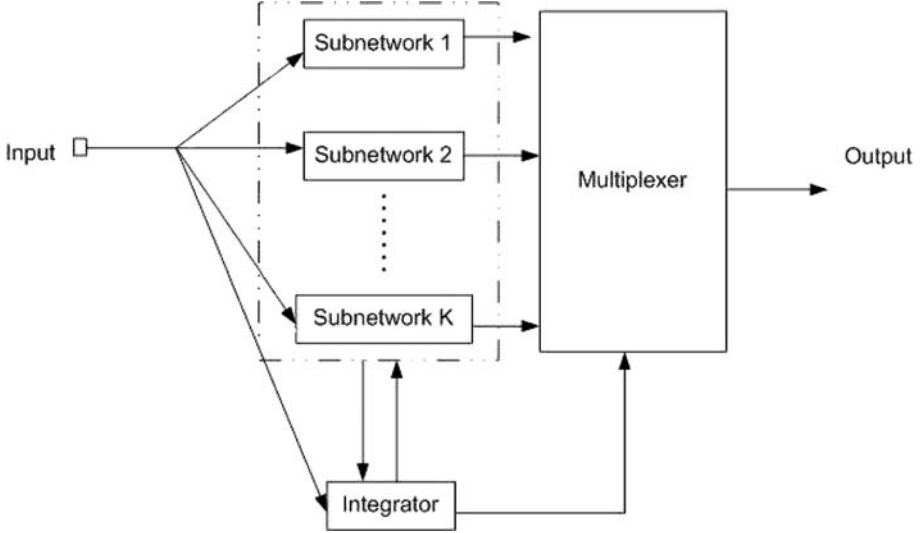 Subnetwork 1
Input
Subnetwork 2
Multiplexer
Output
Subnetwork K
Integrator